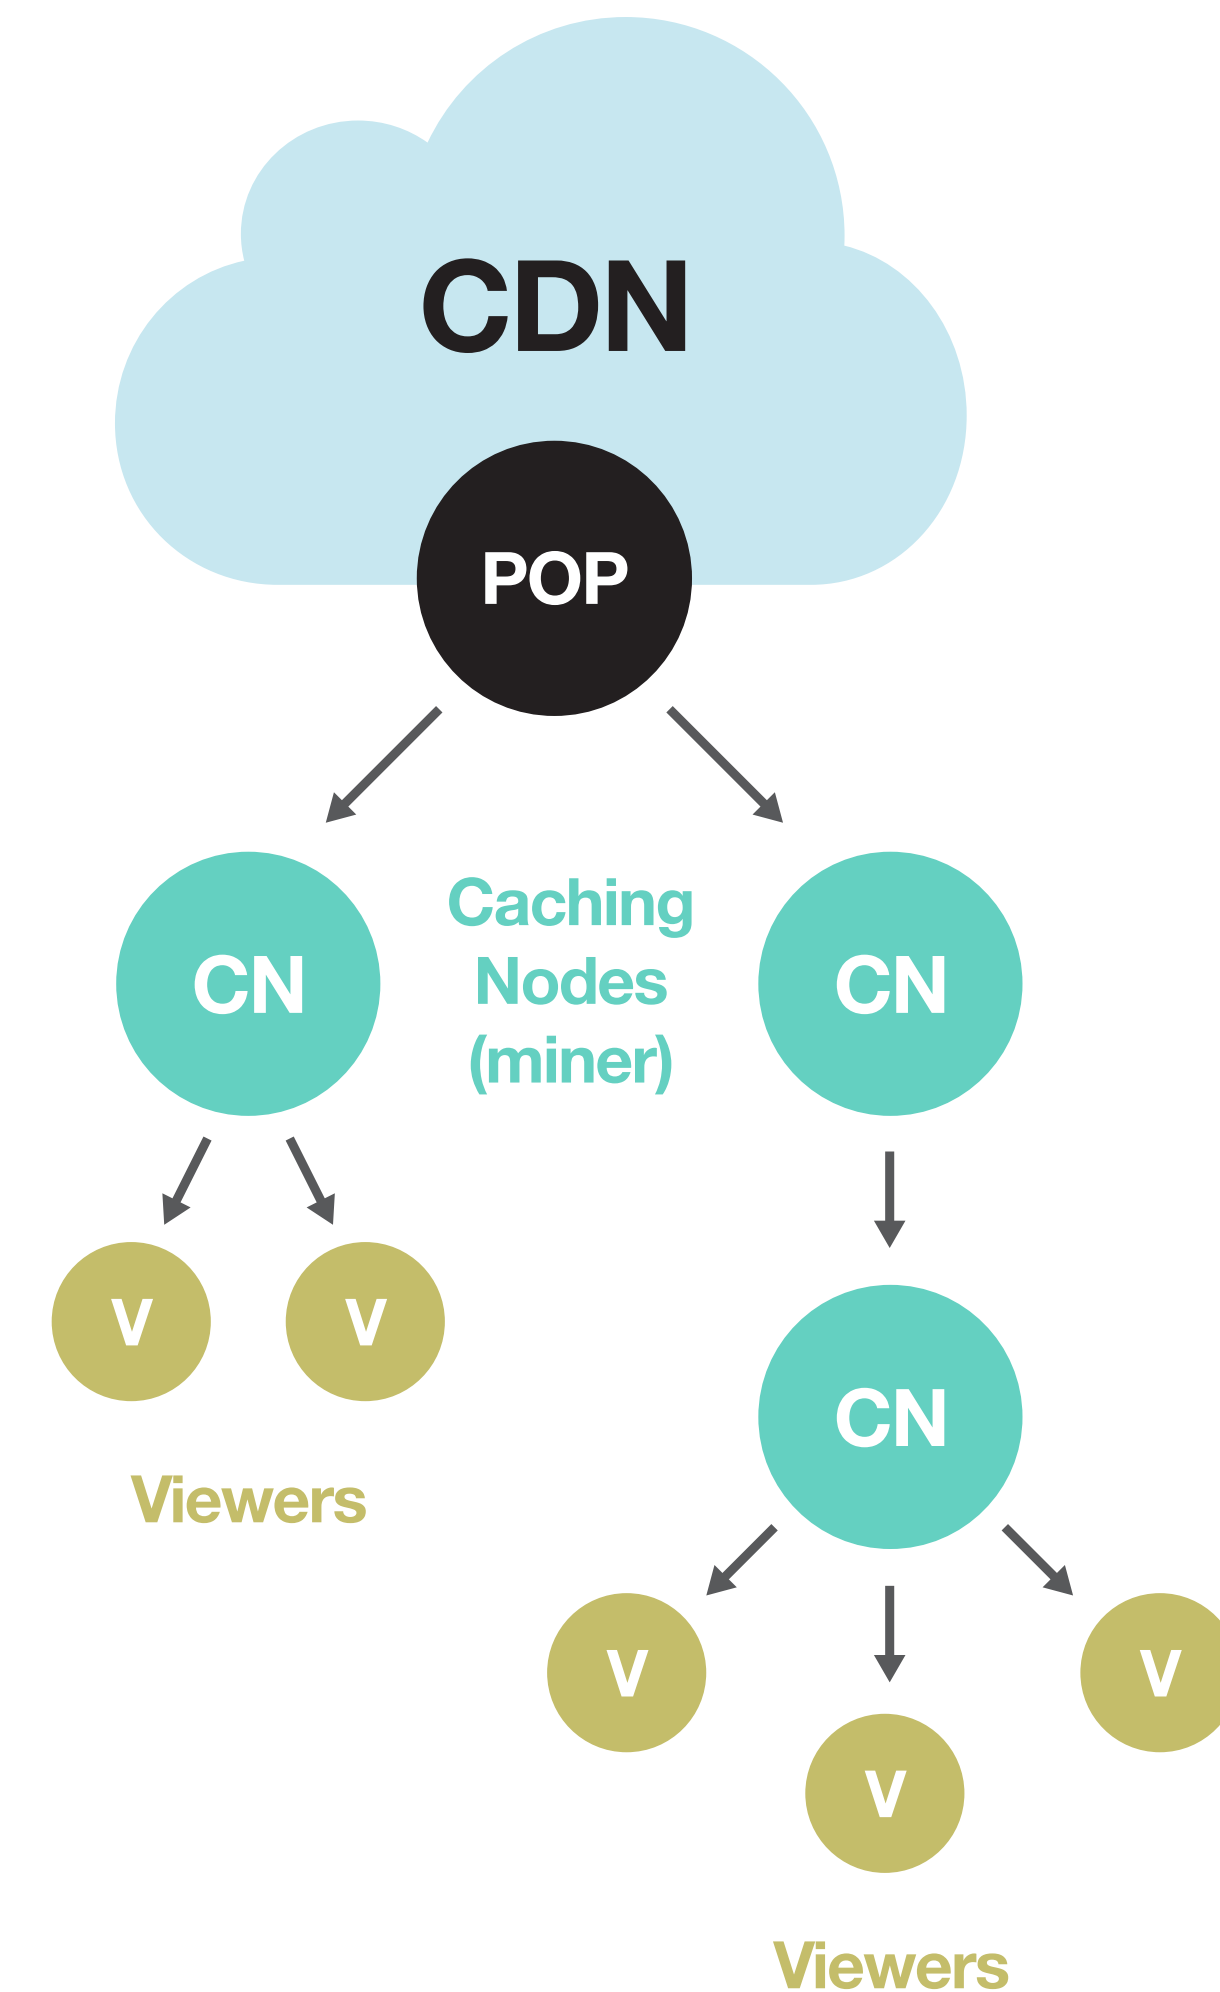 CDN
POP
CN
Caching
Nodes
(miner)
CN
V
V
CN
Viewers
V
V
V
Viewers